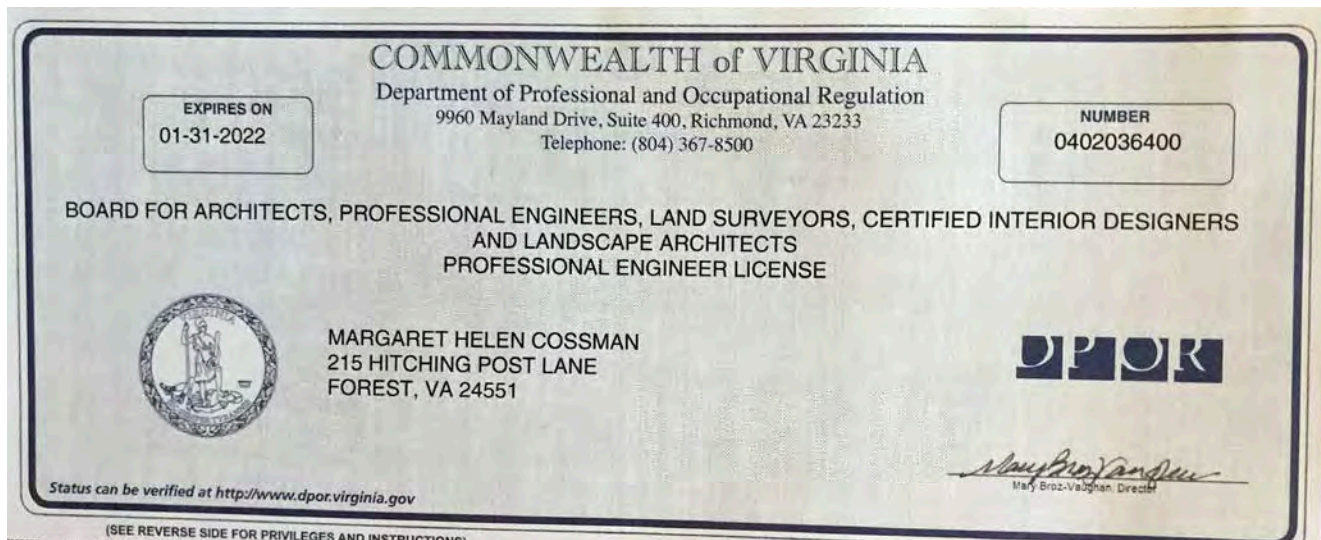 COMMONWEALTH of VIRGINIA
Department of Professional and Occupational Regulation
9960 Mayland Drive, Suite 400, Richmond, VA 23233
Telephone: (804) 367-8500
EXPIRES ON
01-31-2022
NUMBER
0402036400
BOARD FOR ARCHITECTS, PROFESSIONAL ENGINEERS, LAND SURVEYORS, CERTIFIED INTERIOR DESIGNERS
AND LANDSCAPE ARCHITECTS
PROFESSIONAL ENGINEER LICENSE
VIRGINIA
MARGARET HELEN COSSMAN
215 HITCHING POST LANE
FOREST, VA 24551
DPOR
Mary Broz-Vaughan
Mary Broz-Vaughan, Director
Status can be verified at http://www.dpor.virginia.gov
(SEE REVERSE SIDE FOR PRIVILEGES AND INSTRUCTIONS)